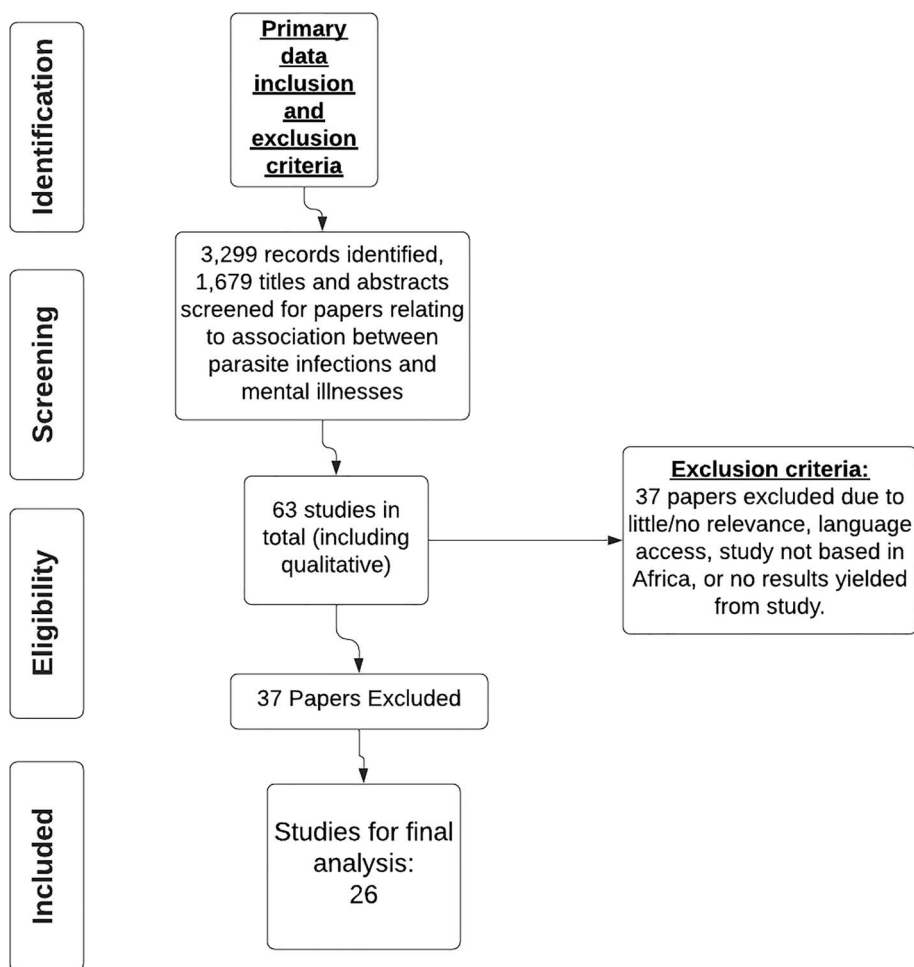 Identification
Primary
data
inclusion
and
exclusion
criteria
Screening
3,299 records identified,
1,679 titles and abstracts
screened for papers relating
to association between
parasite infections and
mental illnesses
Eligibility
63 studies in
total (including
qualitative)
Exclusion criteria:
37 papers excluded due to
little/no relevance, language
access, study not based in
Africa, or no results yielded
from study.
37 Papers Excluded
Included
Studies for final
analysis:
26